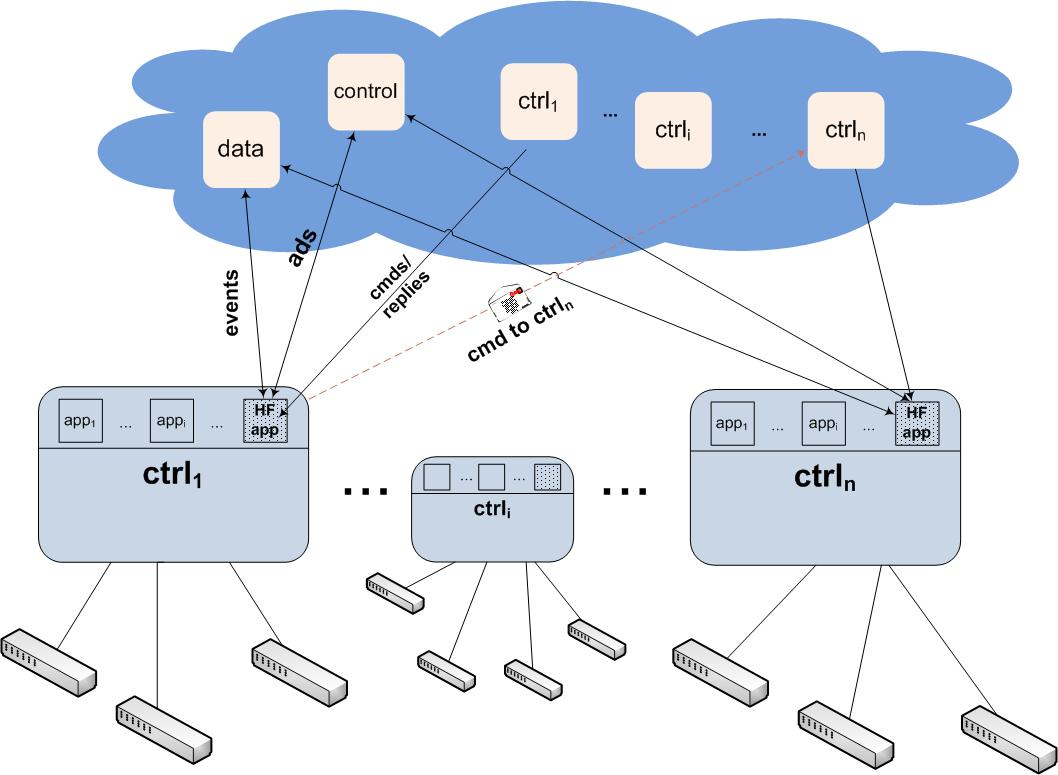 control
ctrl₁
...
ctrlᵢ
...
ctrlₙ
data
events
ads
cmds/
replies
cmd to ctrlₙ
app₁
...
appᵢ
...
HF
app
ctrl₁
...
...
...
ctrlᵢ
...
app₁
...
appᵢ
...
HF
app
ctrlₙ